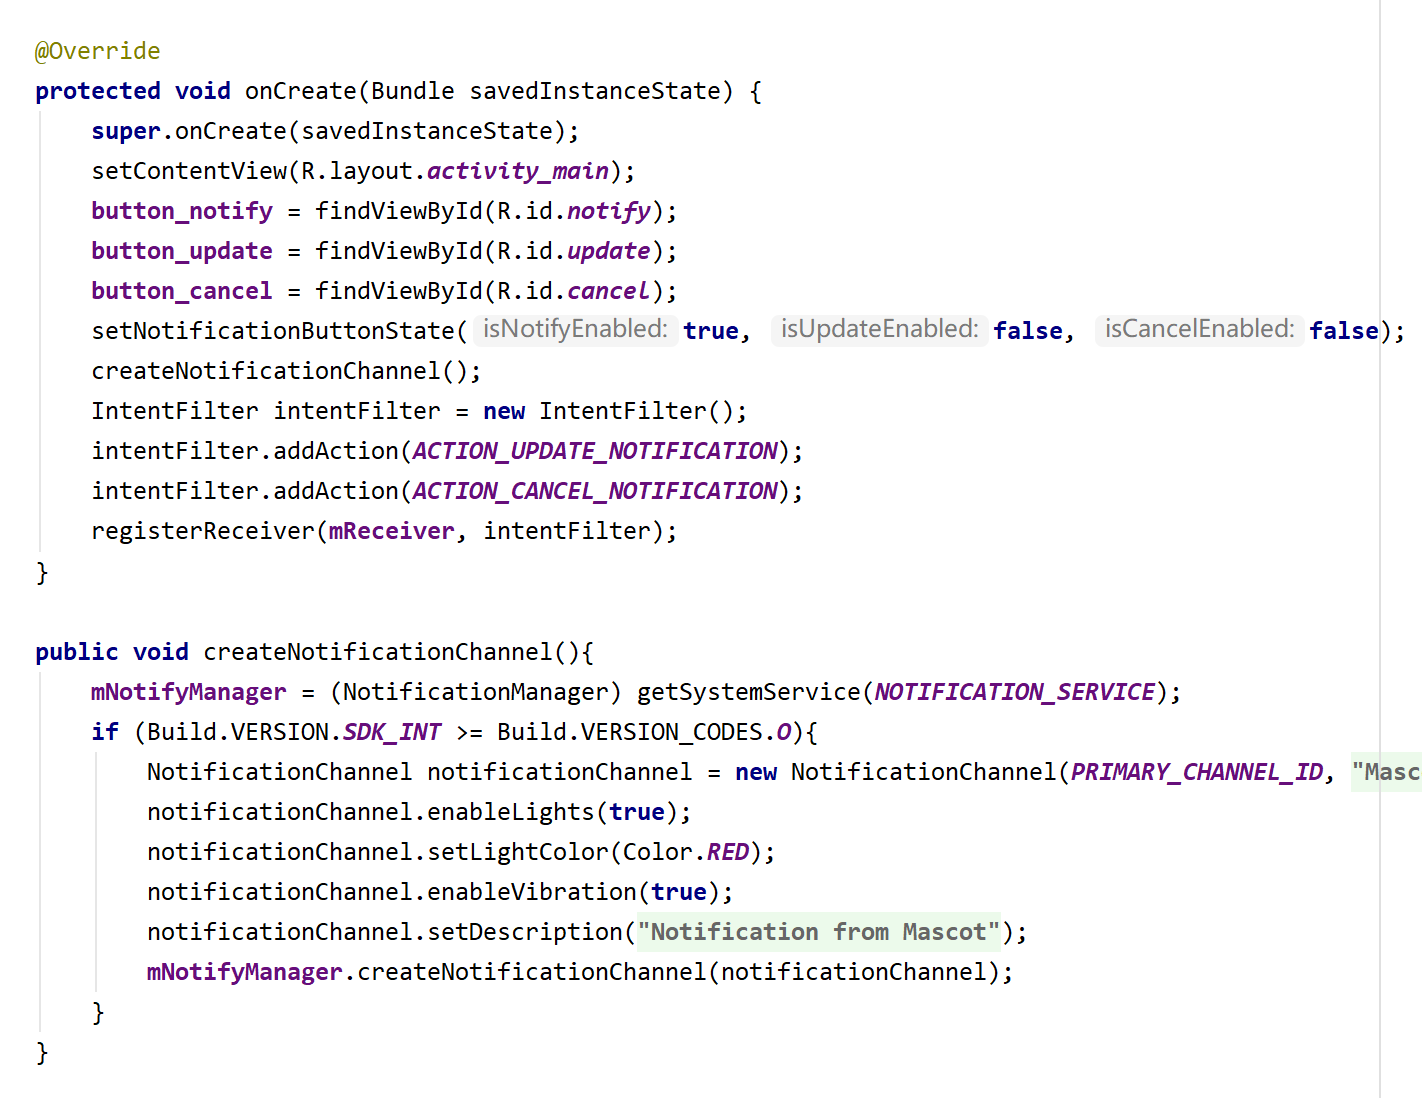 @Override
protected void onCreate(Bundle savedInstanceState) {
    super.onCreate(savedInstanceState);
    setContentView(R.layout.activity_main);
    button_notify = findViewById(R.id.notify);
    button_update = findViewById(R.id.update);
    button_cancel = findViewById(R.id.cancel);
    setNotificationButtonState( isNotifyEnabled: true, isUpdateEnabled: false, isCancelEnabled: false);
    createNotificationChannel();
    IntentFilter intentFilter = new IntentFilter();
    intentFilter.addAction(ACTION_UPDATE_NOTIFICATION);
    intentFilter.addAction(ACTION_CANCEL_NOTIFICATION);
    registerReceiver(mReceiver, intentFilter);
}
public void createNotificationChannel(){
    mNotifyManager = (NotificationManager) getSystemService(NOTIFICATION_SERVICE);
    if (Build.VERSION.SDK_INT >= Build.VERSION_CODES.O){
        NotificationChannel notificationChannel = new NotificationChannel(PRIMARY_CHANNEL_ID, "Masc
        notificationChannel.enableLights(true);
        notificationChannel.setLightColor(Color.RED);
        notificationChannel.enableVibration(true);
        notificationChannel.setDescription("Notification from Mascot");
        mNotifyManager.createNotificationChannel(notificationChannel);
    }
}